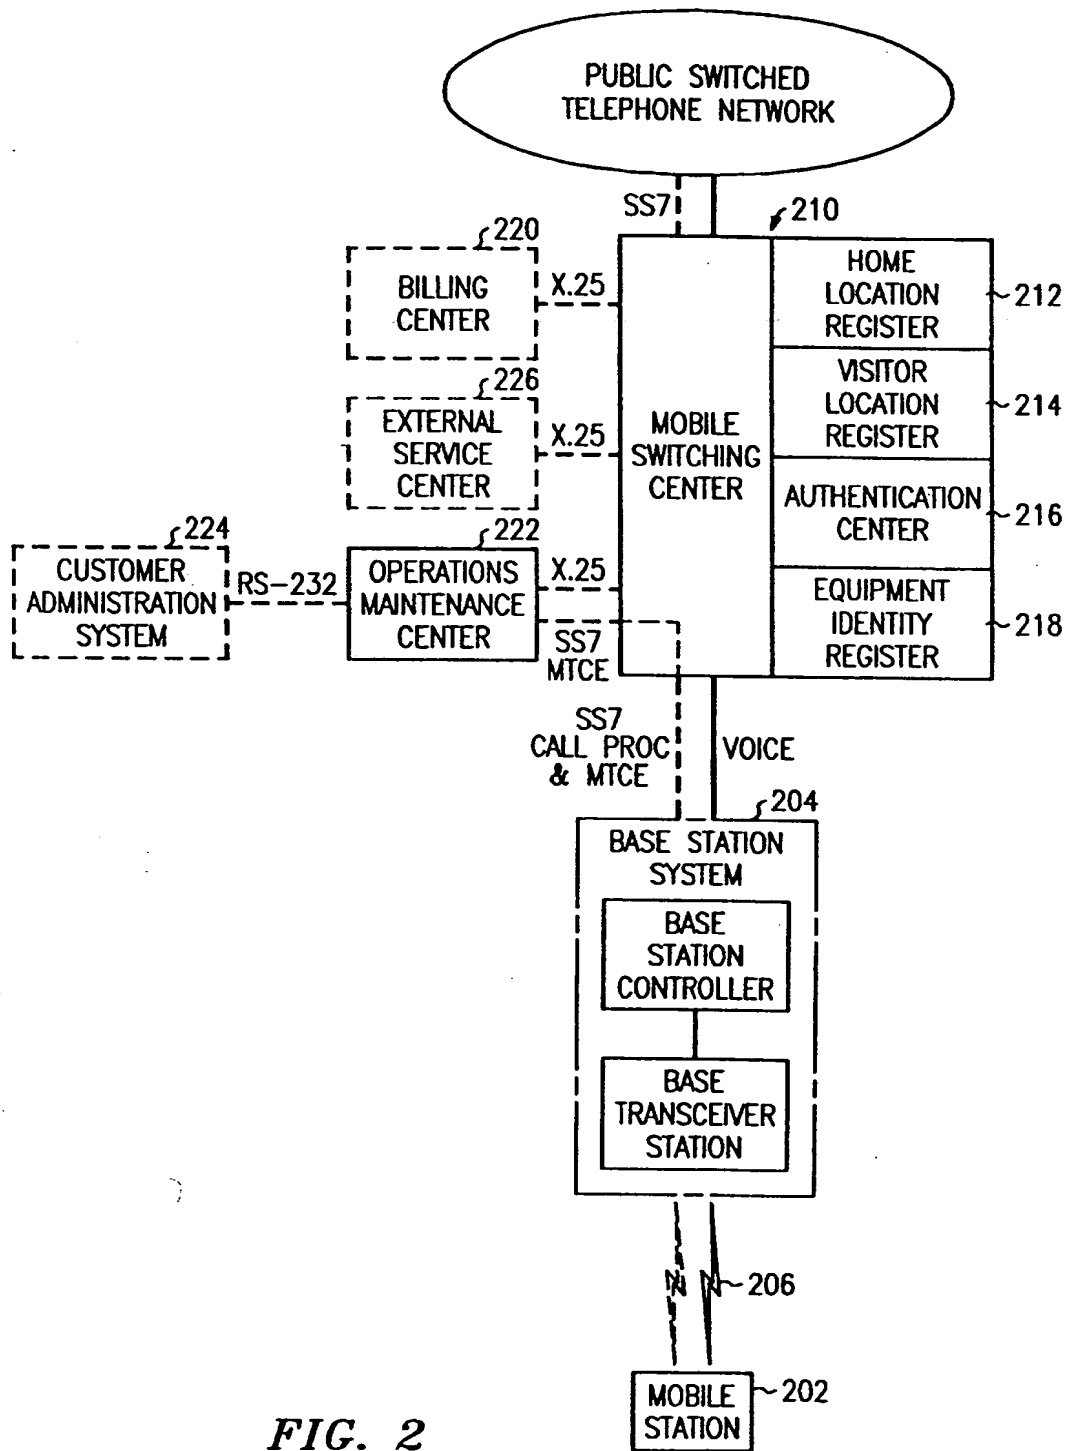 PUBLIC SWITCHED
TELEPHONE NETWORK
SS7
210
220
BILLING
CENTER
X.25
HOME
LOCATION
REGISTER
212
226
EXTERNAL
SERVICE
CENTER
X.25
MOBILE
SWITCHING
CENTER
VISITOR
LOCATION
REGISTER
214
AUTHENTICATION
CENTER
216
224
CUSTOMER
ADMINISTRATION
SYSTEM
RS-232
222
OPERATIONS
MAINTENANCE
CENTER
X.25
SS7
MTCE
EQUIPMENT
IDENTITY
REGISTER
218
SS7
CALL PROC
& MTCE
VOICE
204
BASE STATION
SYSTEM
BASE
STATION
CONTROLLER
BASE
TRANSCEIVER
STATION
206
MOBILE
STATION
202
FIG. 2